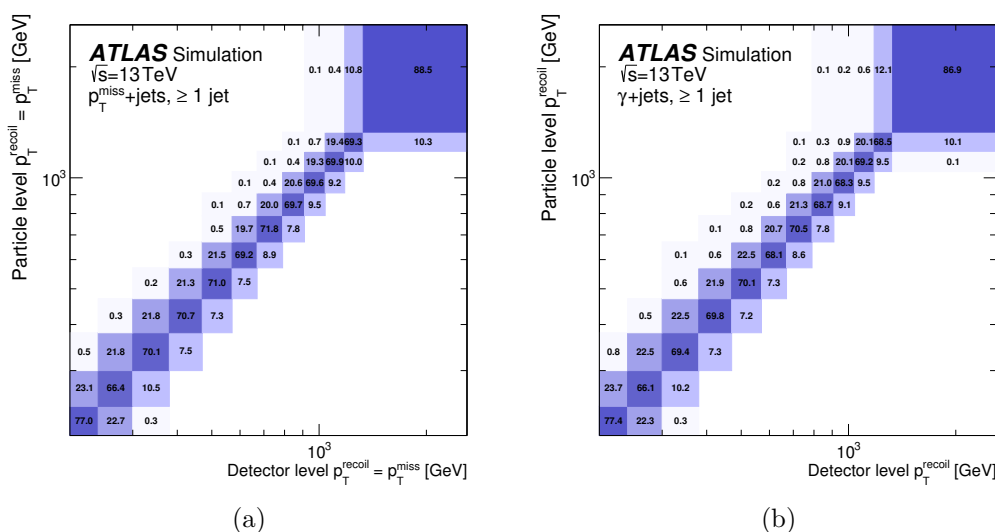 Particle level p_T^recoil = p_T^miss [GeV]
ATLAS Simulation
√s=13 TeV
p_T^miss+jets, ≥ 1 jet
0.1 0.4 10.8 88.5
0.1 0.7 19.4 69.3 10.3
0.1 0.4 19.3 69.9 10.0
10³
0.1 0.4 20.6 69.6 9.2
0.1 0.7 20.0 69.7 9.5
0.5 19.7 71.8 7.8
0.3 21.5 69.2 8.9
0.2 21.3 71.0 7.5
0.3 21.8 70.7 7.3
0.5 21.8 70.1 7.5
23.1 66.4 10.5
77.0 22.7 0.3
10³
Detector level p_T^recoil = p_T^miss [GeV]
(a)
Particle level p_T^recoil [GeV]
ATLAS Simulation
√s=13 TeV
γ+jets, ≥ 1 jet
0.1 0.2 0.6 12.1 86.9
0.1 0.3 0.9 20.1 68.5 10.1
0.2 0.8 20.1 69.2 9.5 0.1
10³
0.2 0.8 21.0 68.3 9.5
0.2 0.6 21.3 68.7 9.1
0.1 0.8 20.7 70.5 7.8
0.1 0.6 22.5 68.1 8.6
0.6 21.9 70.1 7.3
0.5 22.5 69.8 7.2
0.8 22.5 69.4 7.3
23.7 66.1 10.2
77.4 22.3 0.3
10³
Detector level p_T^recoil [GeV]
(b)